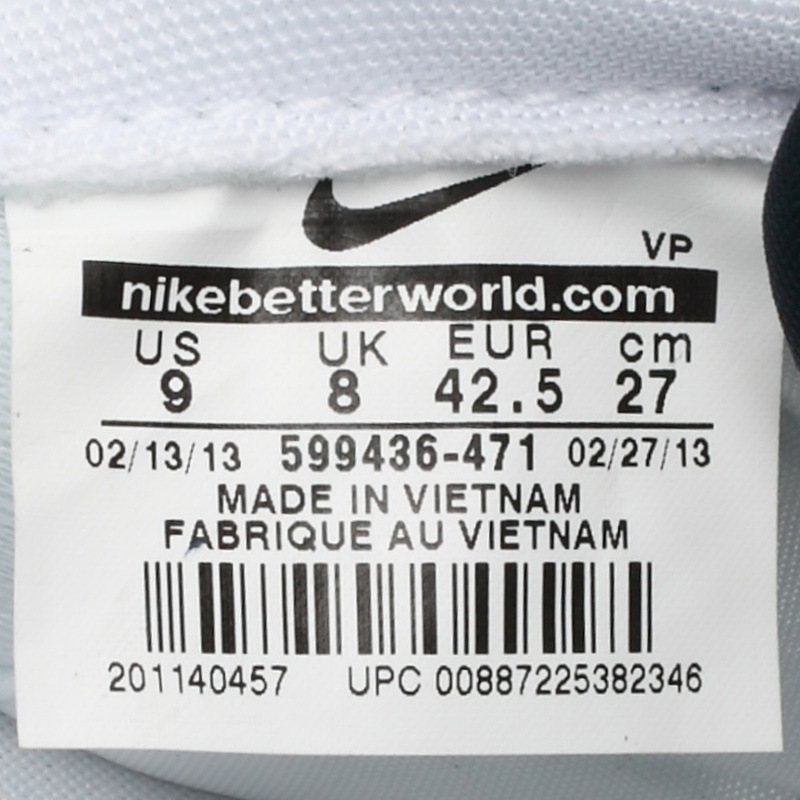 VP
nikebetterworld.com
US UK EUR cm
9 8 42.5 27
02/13/13 599436-471 02/27/13
MADE IN VIETNAM
FABRIQUE AU VIETNAM
201140457 UPC 00887225382346